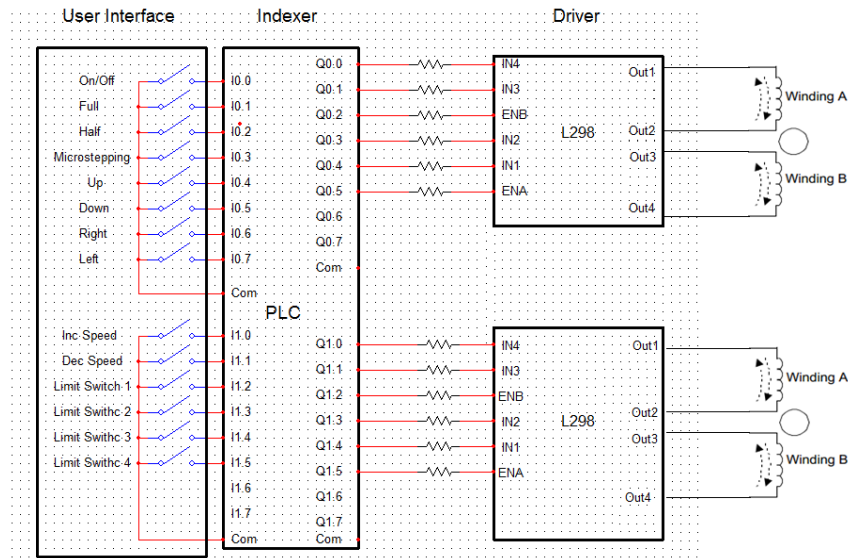 User Interface
Indexer
Driver
On/Off
Full
Half
Microstepping
Up
Down
Right
Left
I0.0
I0.1
I0.2
I0.3
I0.4
I0.5
I0.6
I0.7
Com
PLC
Inc Speed
Dec Speed
Limit Switch 1
Limit Swithc 2
Limit Swithc 3
Limit Swithc 4
I1.0
I1.1
I1.2
I1.3
I1.4
I1.5
I1.6
I1.7
Com
Q0.0
Q0.1
Q0.2
Q0.3
Q0.4
Q0.5
Q0.6
Q0.7
Com
Q1.0
Q1.1
Q1.2
Q1.3
Q1.4
Q1.5
Q1.6
Q1.7
Com
IN4
IN3
ENB
IN2
IN1
ENA
L298
Out1
Out2
Out3
Out4
Winding A
Winding B
IN4
IN3
ENB
IN2
IN1
ENA
L298
Out1
Out2
Out3
Out4
Winding A
Winding B